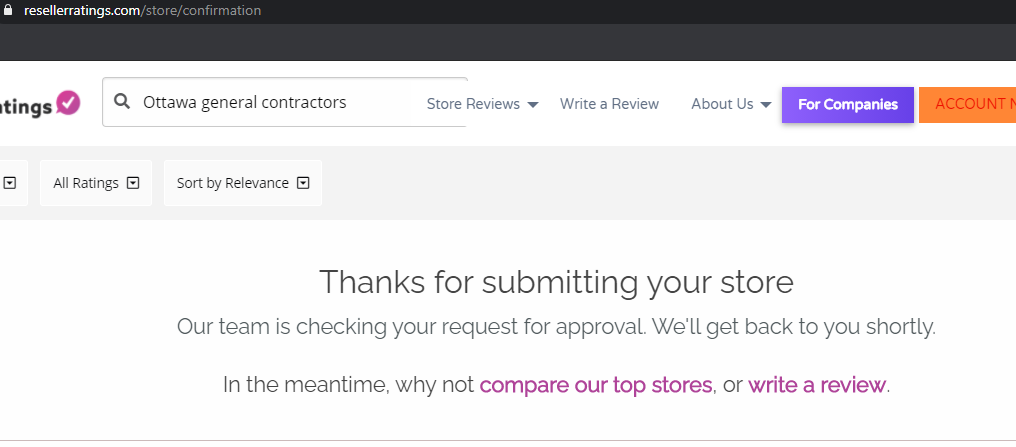 resellerratings.com/store/confirmation
atings
Ottawa general contractors
Store Reviews
Write a Review
About Us
For Companies
ACCOUNT
All Ratings
Sort by Relevance
Thanks for submitting your store
Our team is checking your request for approval. We'll get back to you shortly.
In the meantime, why not compare our top stores, or write a review.